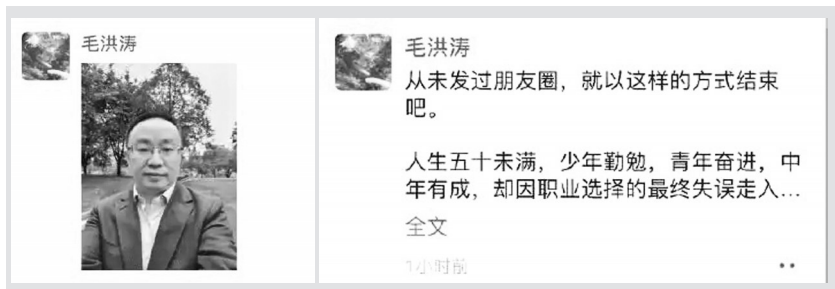 毛洪涛
毛洪涛
从未发过朋友圈，就以这样的方式结束
吧。
人生五十未满，少年勤勉，青年奋进，中
年有成，却因职业选择的最终失误走入...
全文
1小时前